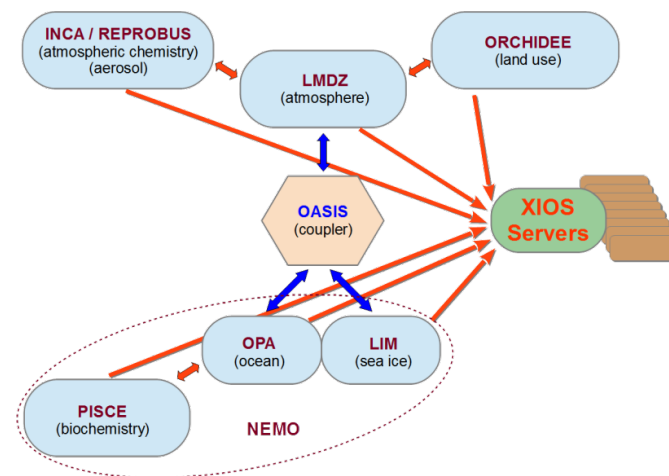 INCA / REPROBUS
(atmospheric chemistry)
(aerosol)
LMDZ
(atmosphere)
ORCHIDEE
(land use)
OASIS
(coupler)
XIOS
Servers
OPA
(ocean)
LIM
(sea ice)
PISCE
(biochemistry)
NEMO